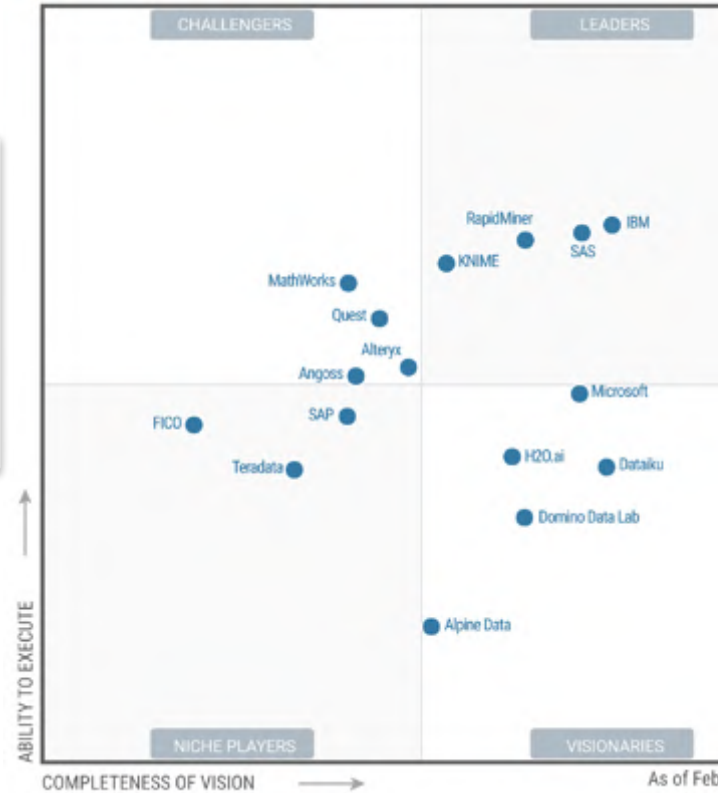 CHALLENGERS
LEADERS
RapidMiner
IBM
SAS
KNIME
MathWorks
Quest
Alteryx
Angoss
Microsoft
SAP
FICO
H2O.ai
Dataiku
Teradata
Domino Data Lab
Alpine Data
ABILITY TO EXECUTE
NICHE PLAYERS
VISIONARIES
COMPLETENESS OF VISION
As of Feb